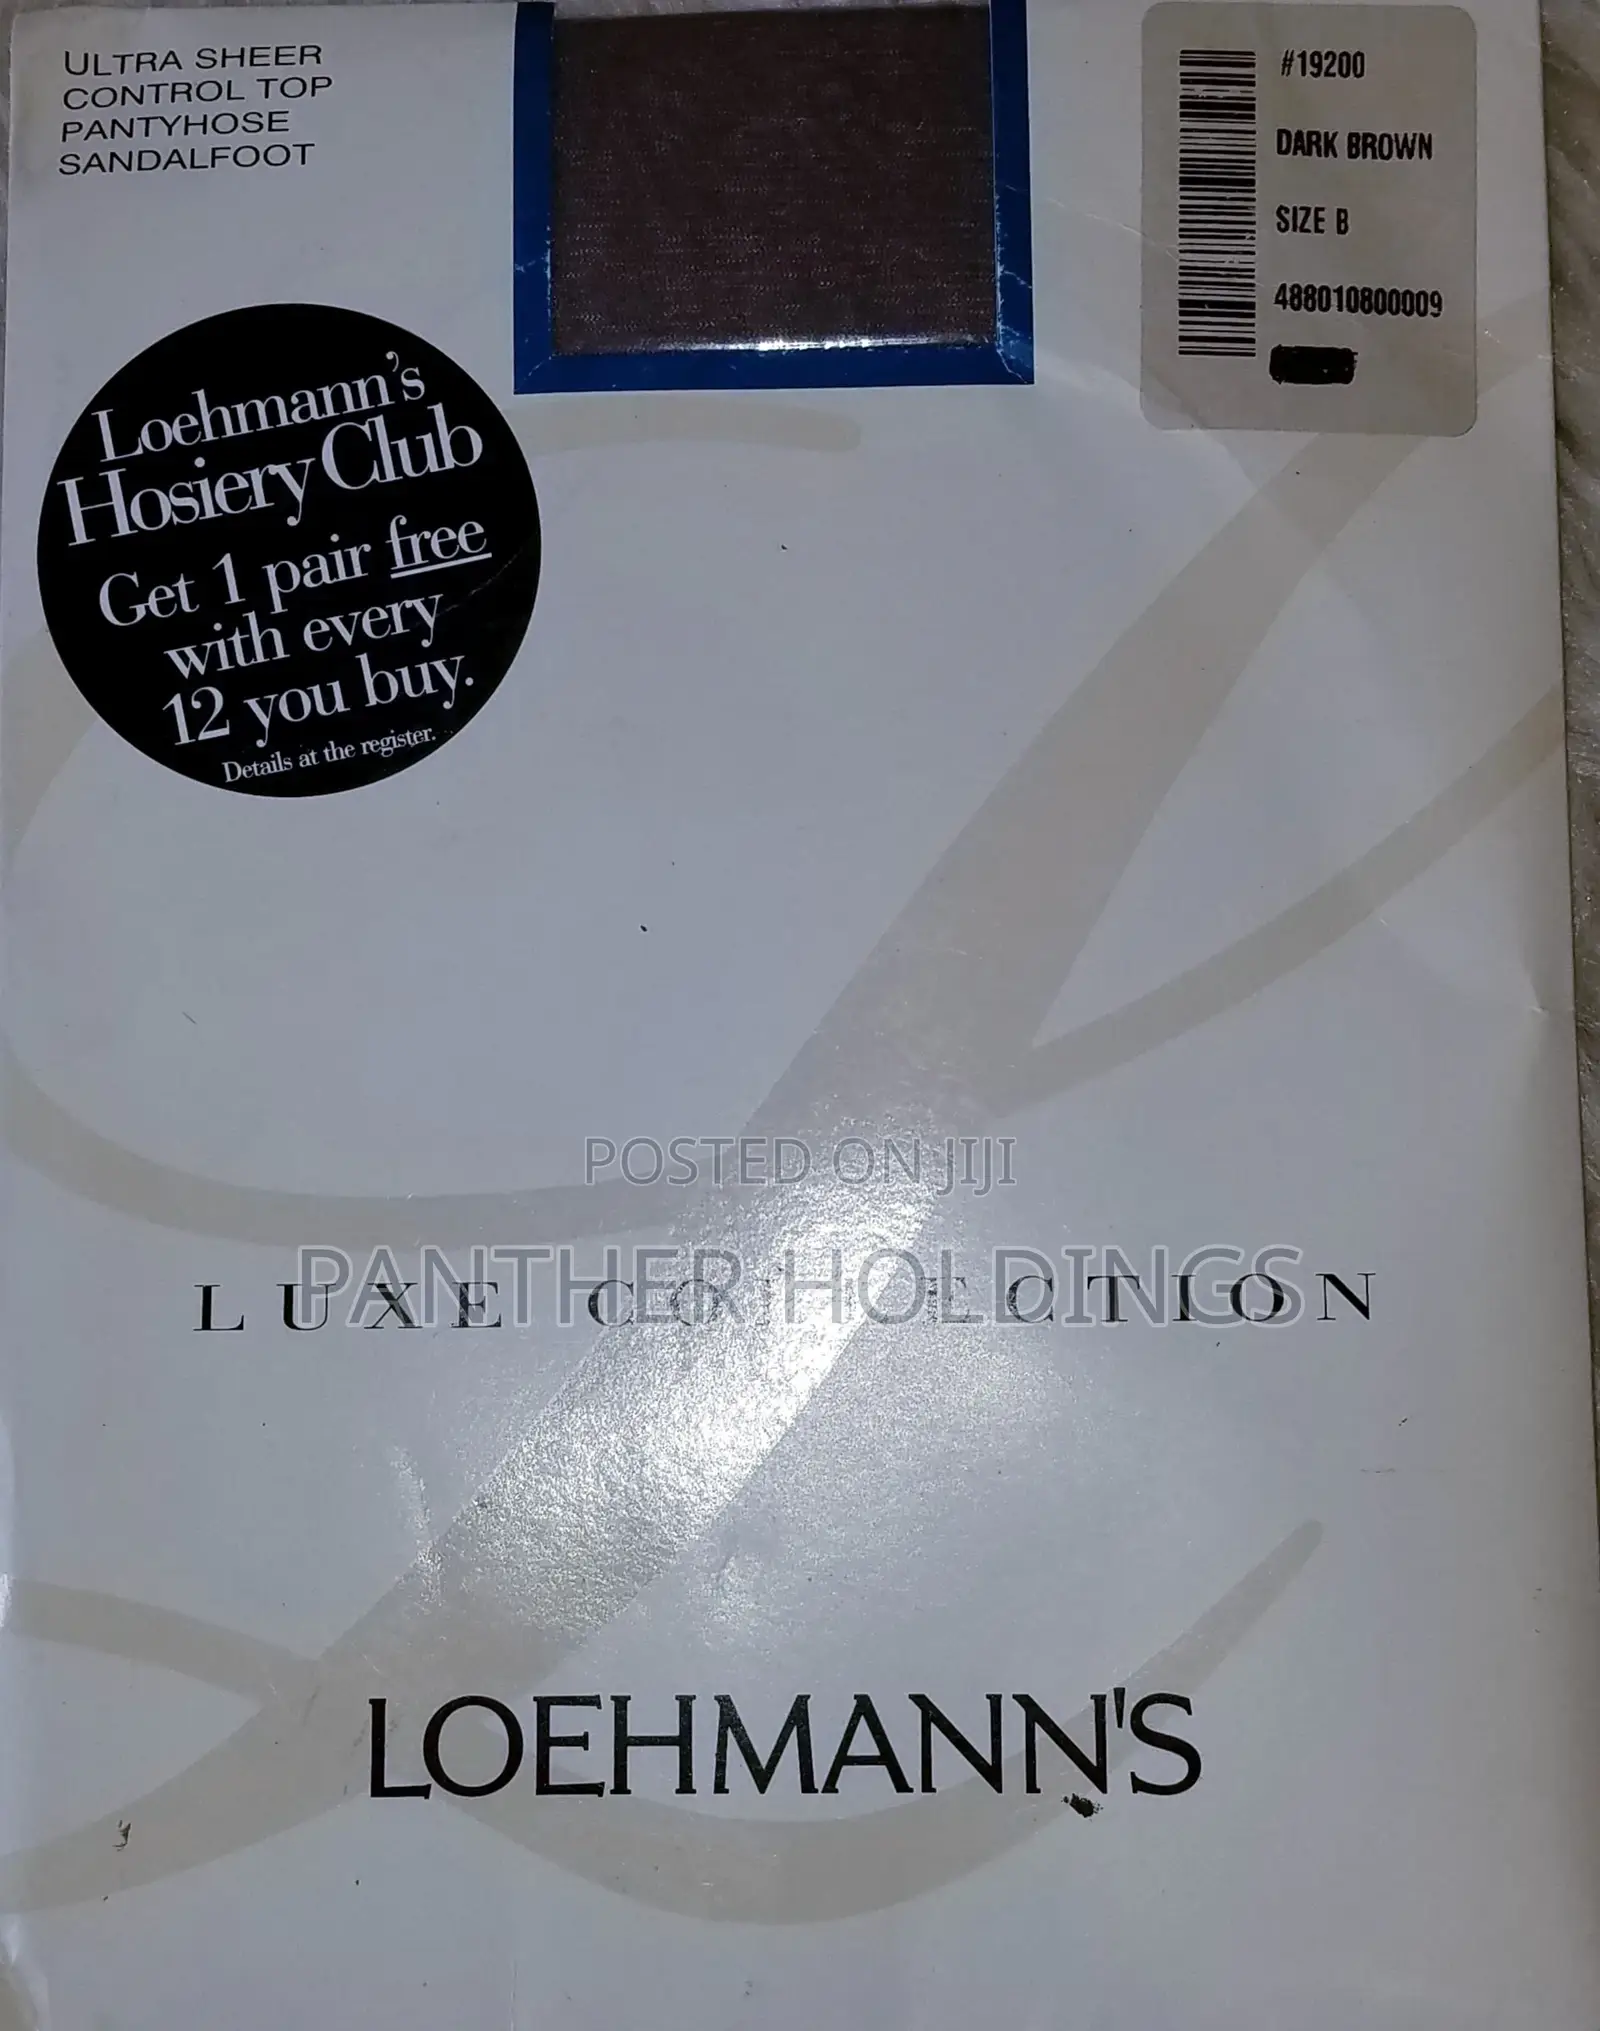 ULTRA SHEER
CONTROL TOP
PANTYHOSE
SANDALFOOT
#19200
DARK BROWN
SIZE B
488010800009
Loehmann's
Hosiery Club
Get 1 pair free
with every
12 you buy.
Details at the register.
POSTED ON JIJI
PANTHER HOLDINGS
LUXE COLLECTION
LOEHMANN'S